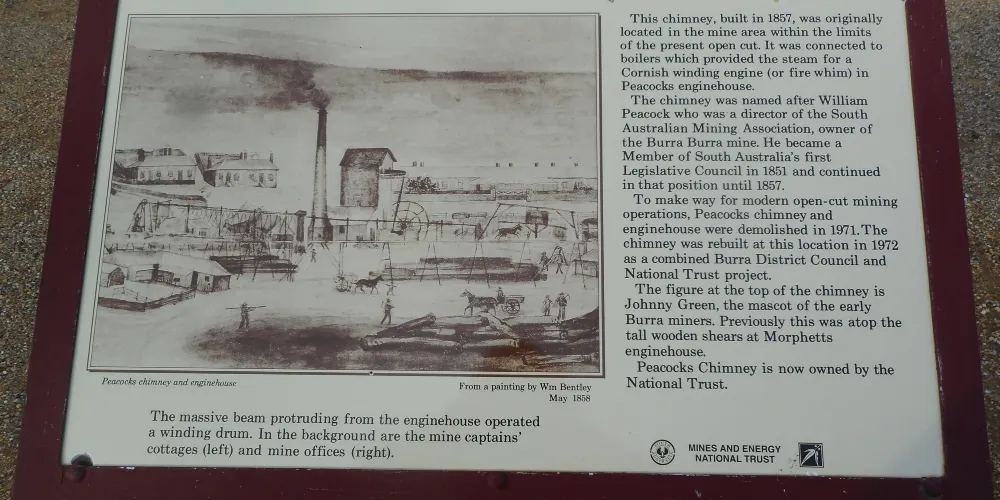 Peacocks chimney and enginehouse
From a painting by Wm Bentley
May 1858
The massive beam protruding from the enginehouse operated
a winding drum. In the background are the mine captains'
cottages (left) and mine offices (right).
This chimney, built in 1857, was originally
located in the mine area within the limits
of the present open cut. It was connected to
boilers which provided the steam for a
Cornish winding engine (or fire whim) in
Peacocks enginehouse.
The chimney was named after William
Peacock who was a director of the South
Australian Mining Association, owner of
the Burra Burra mine. He became a
Member of South Australia's first
Legislative Council in 1851 and continued
in that position until 1857.
To make way for modern open-cut mining
operations, Peacocks chimney and
enginehouse were demolished in 1971.The
chimney was rebuilt at this location in 1972
as a combined Burra District Council and
National Trust project.
The figure at the top of the chimney is
Johnny Green, the mascot of the early
Burra miners. Previously this was atop the
tall wooden shears at Morphetts
enginehouse.
Peacocks Chimney is now owned by the
National Trust.
MINES AND ENERGY
NATIONAL TRUST